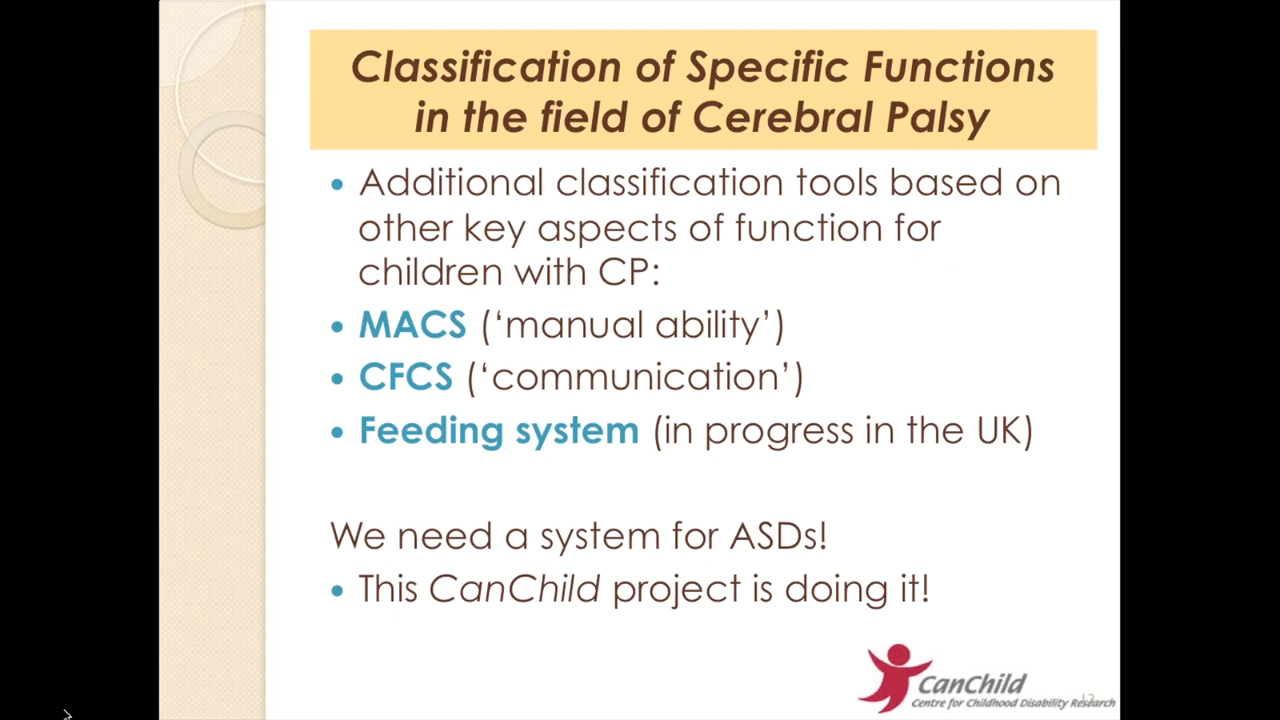 Classification of Specific Functions
in the field of Cerebral Palsy
• Additional classification tools based on
other key aspects of function for
children with CP:
• MACS (‘manual ability’)
• CFCS (‘communication’)
• Feeding system (in progress in the UK)
We need a system for ASDs!
• This CanChild project is doing it!
CanChild
Centre for Childhood Disability Research